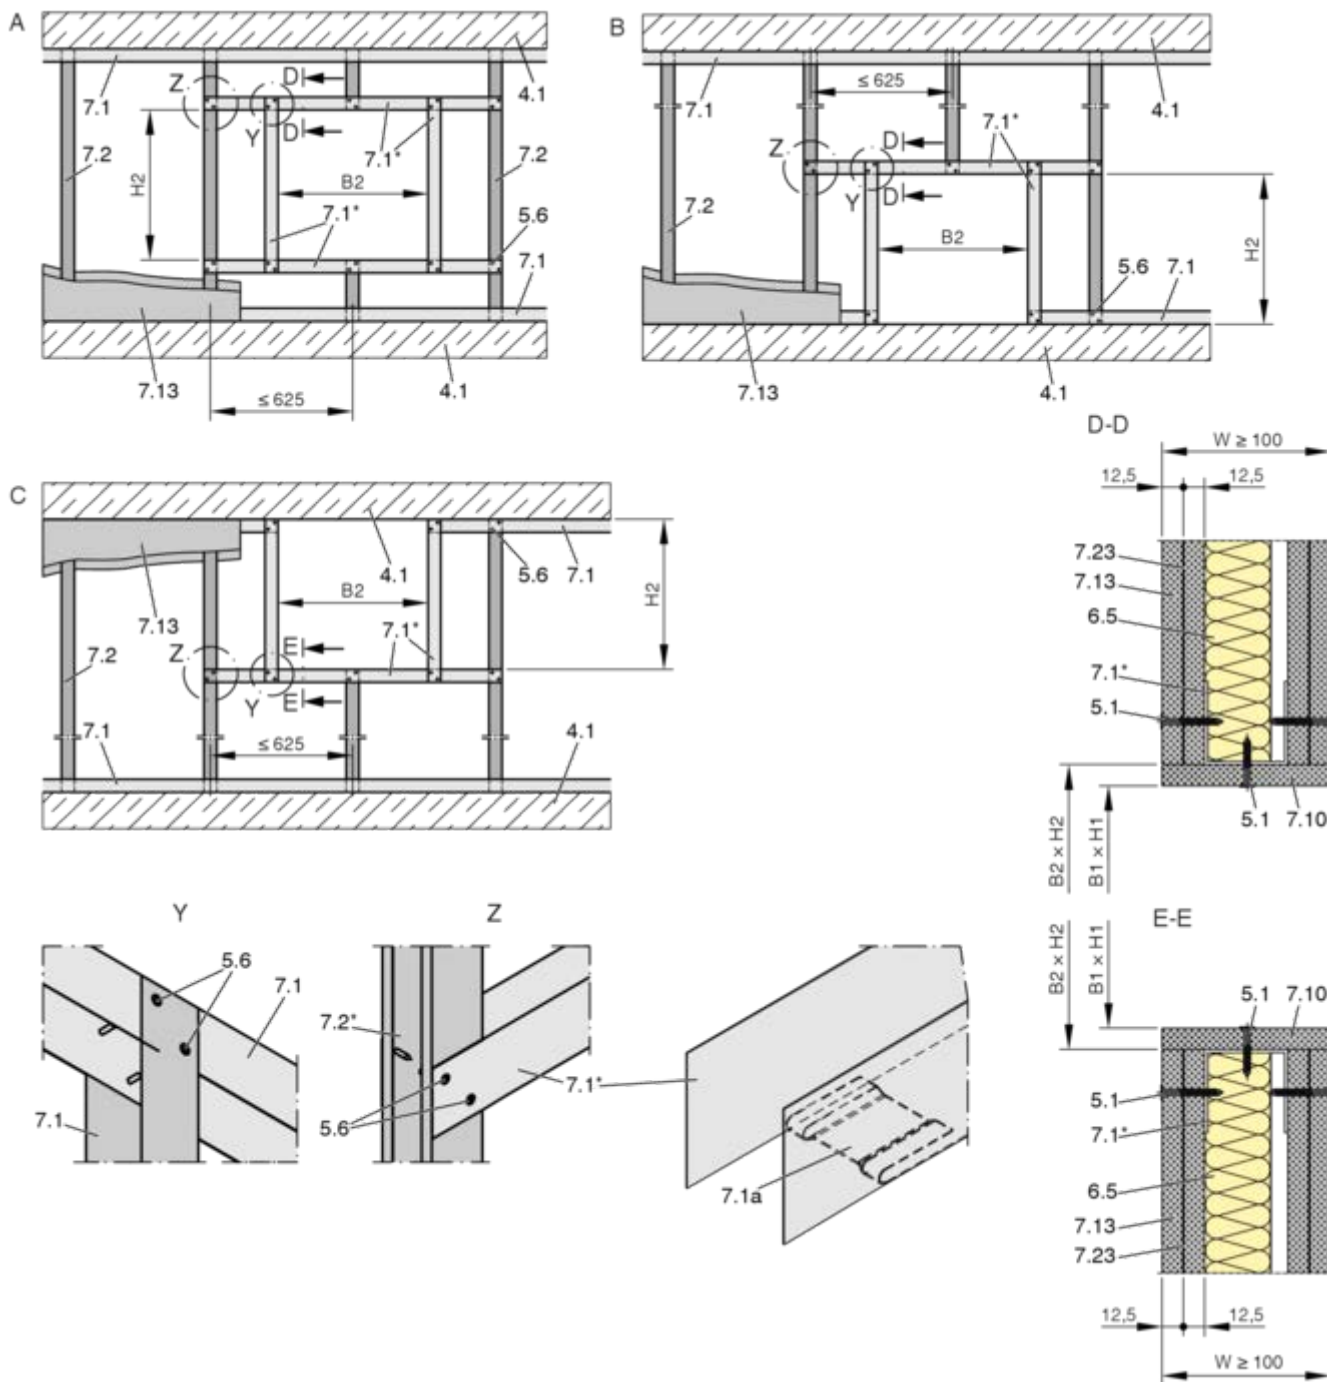 A
4.1
7.1
Z
D
D
Y
7.1*
7.2
H2
B2
7.2
7.1*
5.6
7.1
7.13
4.1
≤ 625
B
4.1
7.1
≤ 625
7.1*
Z
D
Y
D
7.2
B2
H2
5.6
7.1
7.13
4.1
C
4.1
5.6
7.1
H2
7.13
B2
7.2
Z
E
7.1*
Y
E
7.1
≤ 625
4.1
D-D
W ≥ 100
12,5
12,5
7.23
7.13
6.5
7.1*
5.1
5.1
7.10
B2 × H2
B1 × H1
E-E
B2 × H2
B1 × H1
5.1
7.10
5.1
7.1*
6.5
7.13
7.23
12,5
12,5
W ≥ 100
Y
5.6
7.1
7.1
Z
7.2*
7.1*
5.6
7.1a